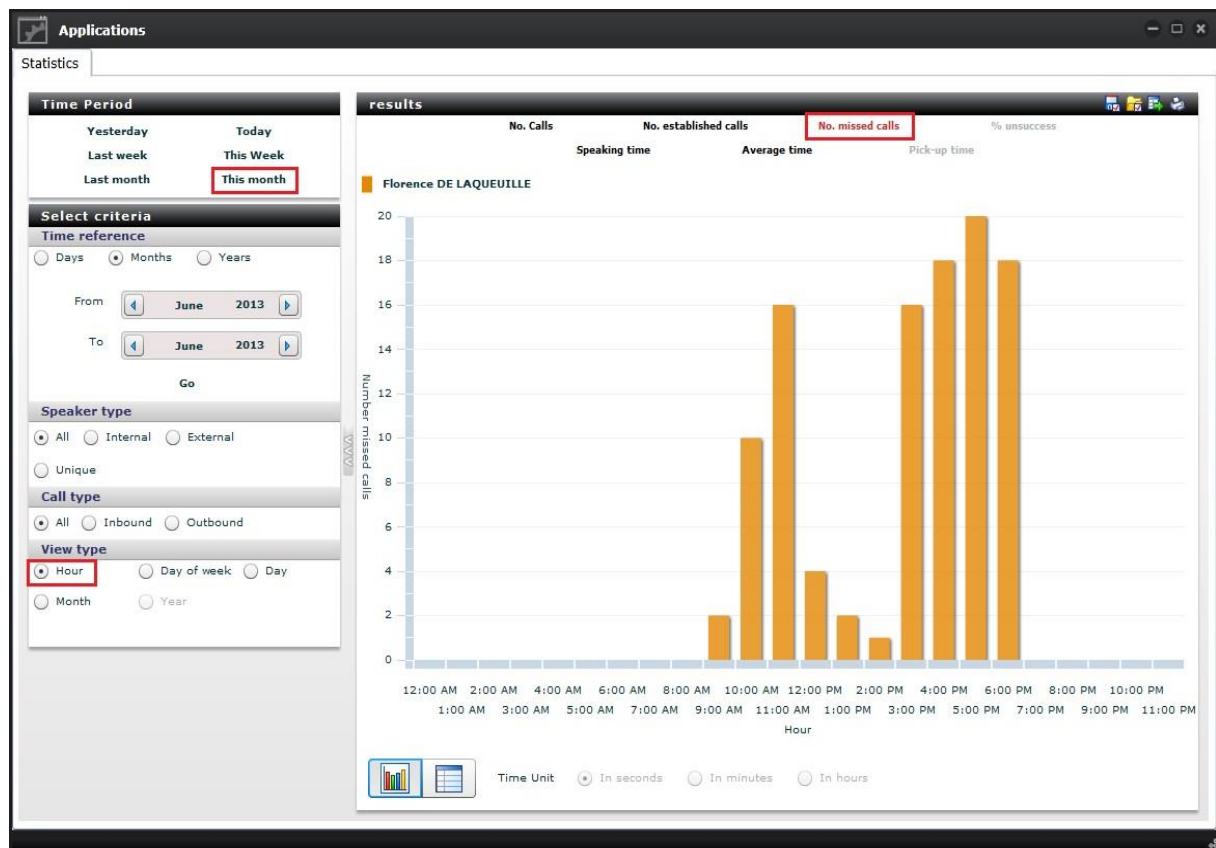 Applications
Statistics
Time Period
Yesterday Today
Last week This Week
Last month This month
Select criteria
Time reference
Days Months Years
From June 2013
To June 2013
Go
Speaker type
All Internal External
Unique
Call type
All Inbound Outbound
View type
Hour Day of week Day
Month Year
results
No. Calls No. established calls No. missed calls % unsuccess
Speaking time Average time Pick-up time
Florence DE LAQUEUILLE
20
18
16
14
12
10
8
6
4
2
0
Number missed calls
12:00 AM 2:00 AM 4:00 AM 6:00 AM 8:00 AM 10:00 AM 12:00 PM 2:00 PM 4:00 PM 6:00 PM 8:00 PM 10:00 PM
1:00 AM 3:00 AM 5:00 AM 7:00 AM 9:00 AM 11:00 AM 1:00 PM 3:00 PM 5:00 PM 7:00 PM 9:00 PM 11:00 PM
Hour
Time Unit In seconds In minutes In hours